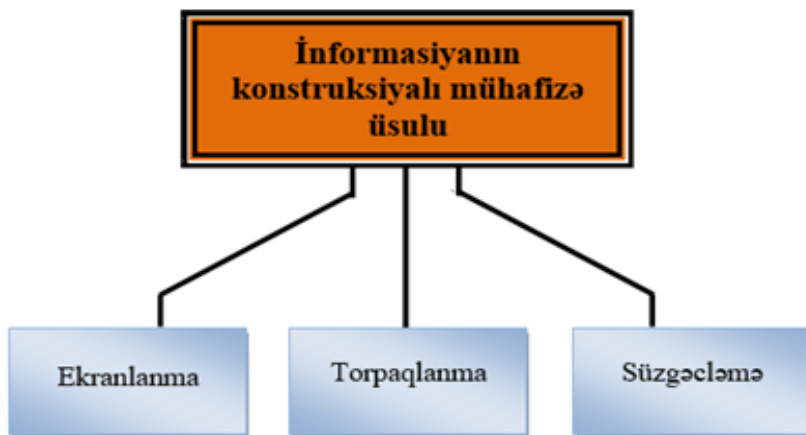 İnformasiyanın
konstruksiyalı mühafizə
üsulu
Ekranlanma
Torpaqlanma
Süzgəcləmə